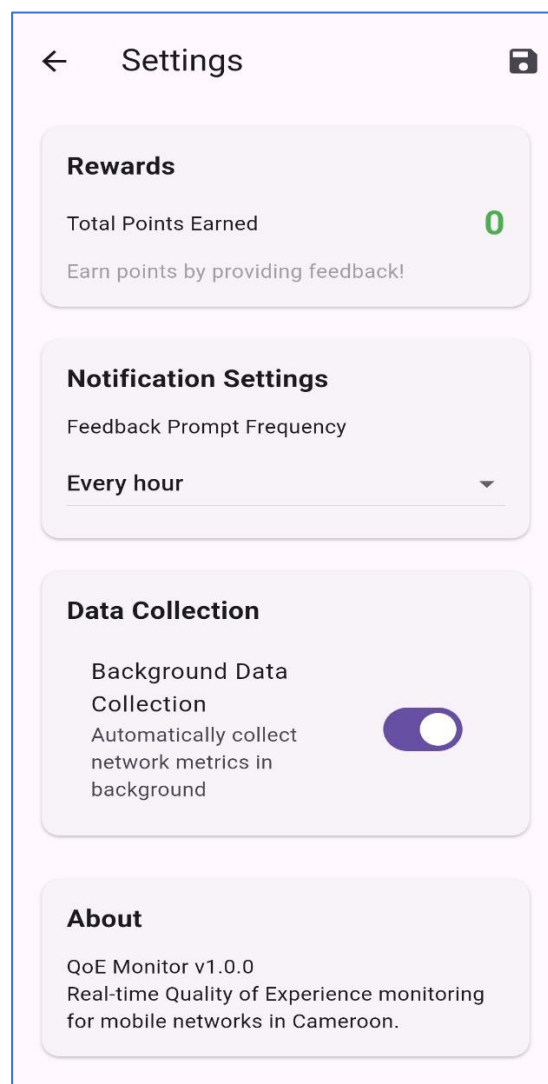 Settings
Rewards
Total Points Earned 0
Earn points by providing feedback!
Notification Settings
Feedback Prompt Frequency
Every hour
Data Collection
Background Data
Collection
Automatically collect
network metrics in
background
About
QoE Monitor v1.0.0
Real-time Quality of Experience monitoring
for mobile networks in Cameroon.